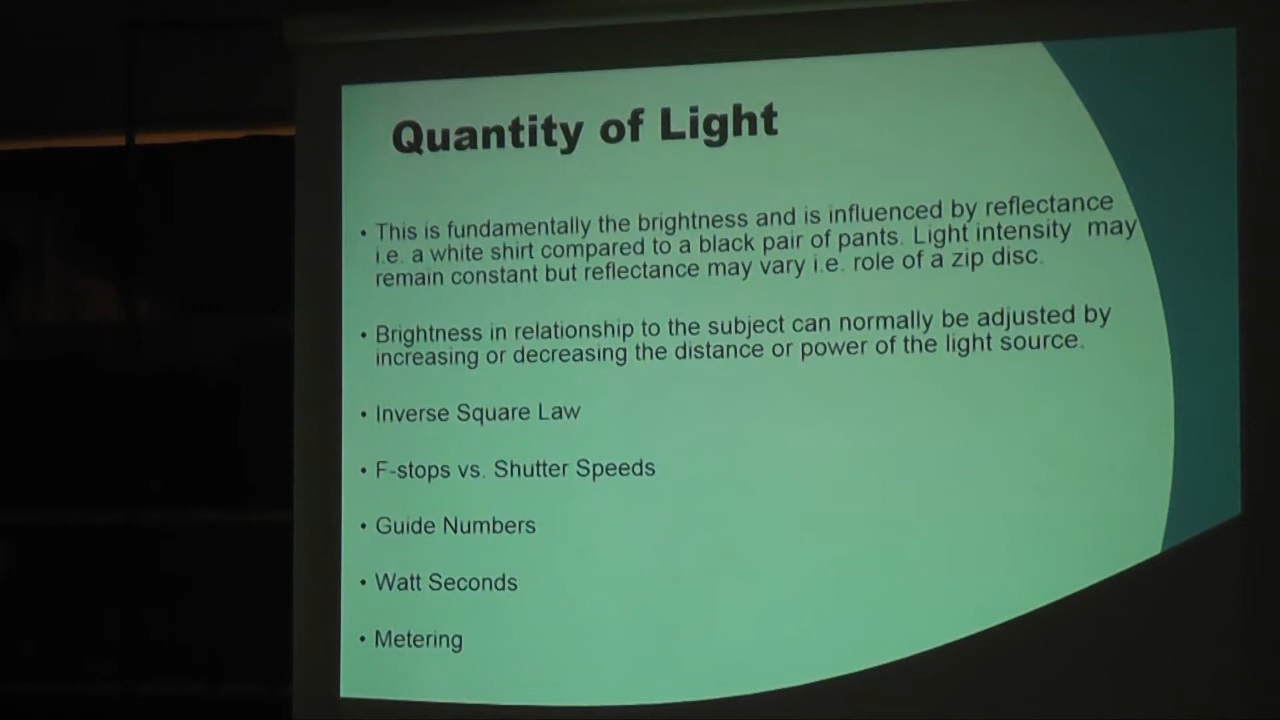 Quantity of Light
• This is fundamentally the brightness and is influenced by reflectance
i.e. a white shirt compared to a black pair of pants. Light intensity may
remain constant but reflectance may vary i.e. role of a zip disc.
• Brightness in relationship to the subject can normally be adjusted by
increasing or decreasing the distance or power of the light source.
• Inverse Square Law
• F-stops vs. Shutter Speeds
• Guide Numbers
• Watt Seconds
• Metering